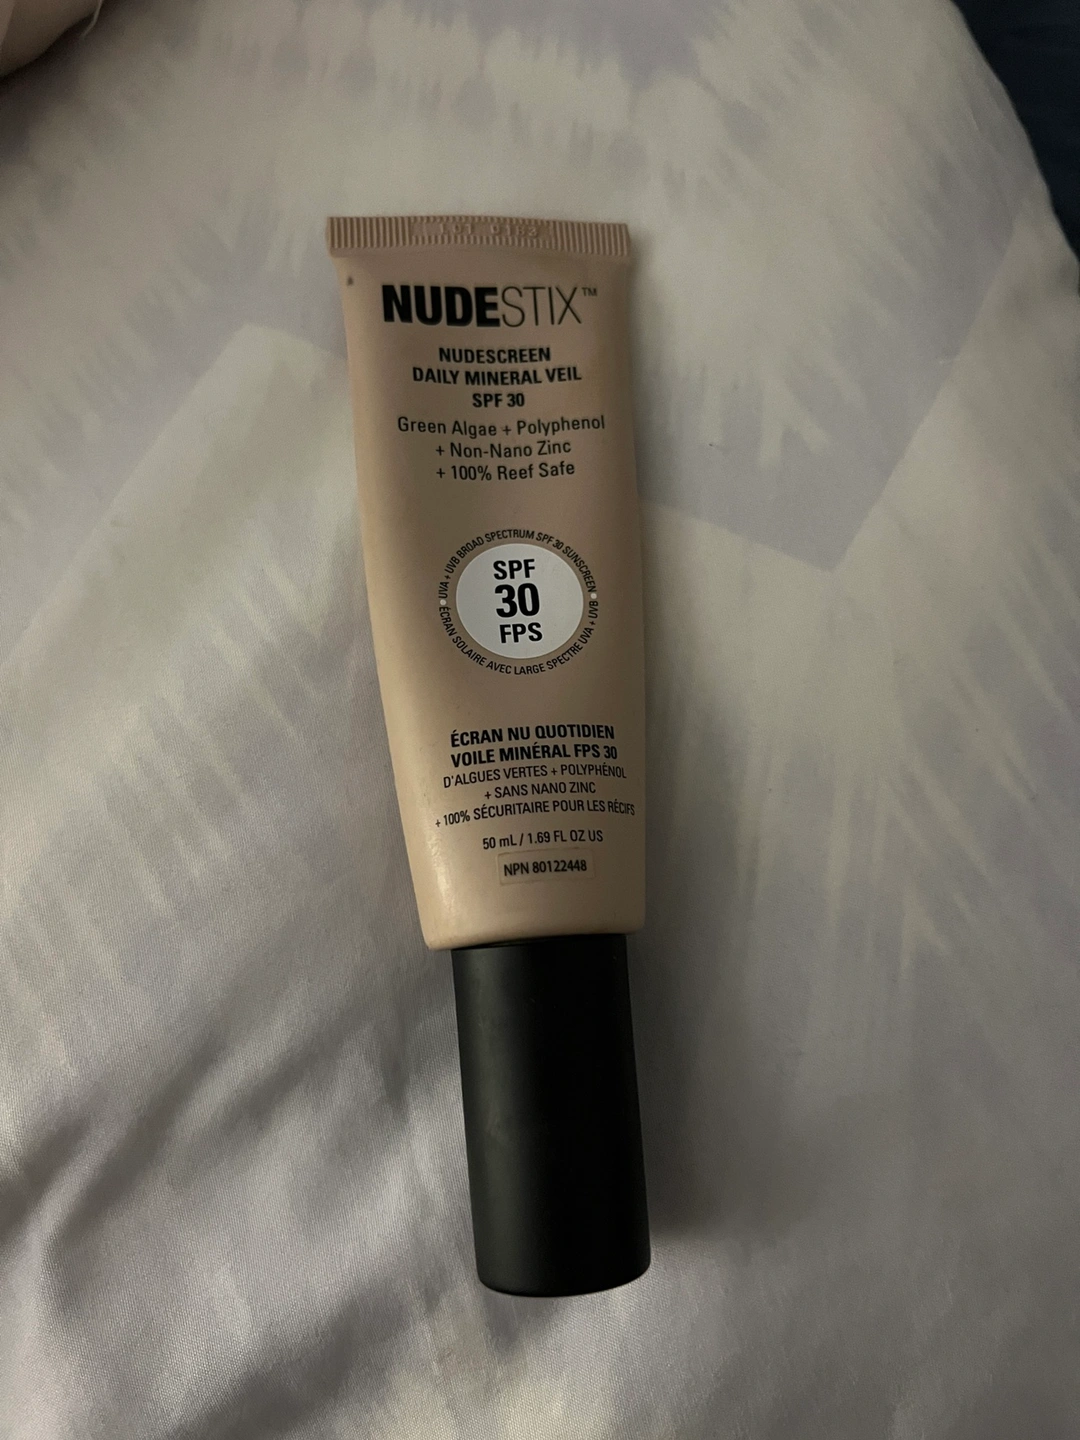 NUDESTIX™
NUDESCREEN
DAILY MINERAL VEIL
SPF 30
Green Algae + Polyphenol
+ Non-Nano Zinc
+ 100% Reef Safe
• UVA + UVB BROAD SPECTRUM SPF 30 SUNSCREEN •
SPF
30
FPS
ÉCRAN SOLAIRE AVEC LARGE SPECTRE UVA + UVB
ÉCRAN NU QUOTIDIEN
VOILE MINÉRAL FPS 30
D'ALGUES VERTES + POLYPHÉNOL
+ SANS NANO ZINC
+ 100% SÉCURITAIRE POUR LES RÉCIFS
50 mL / 1.69 FL OZ US
NPN 80122448